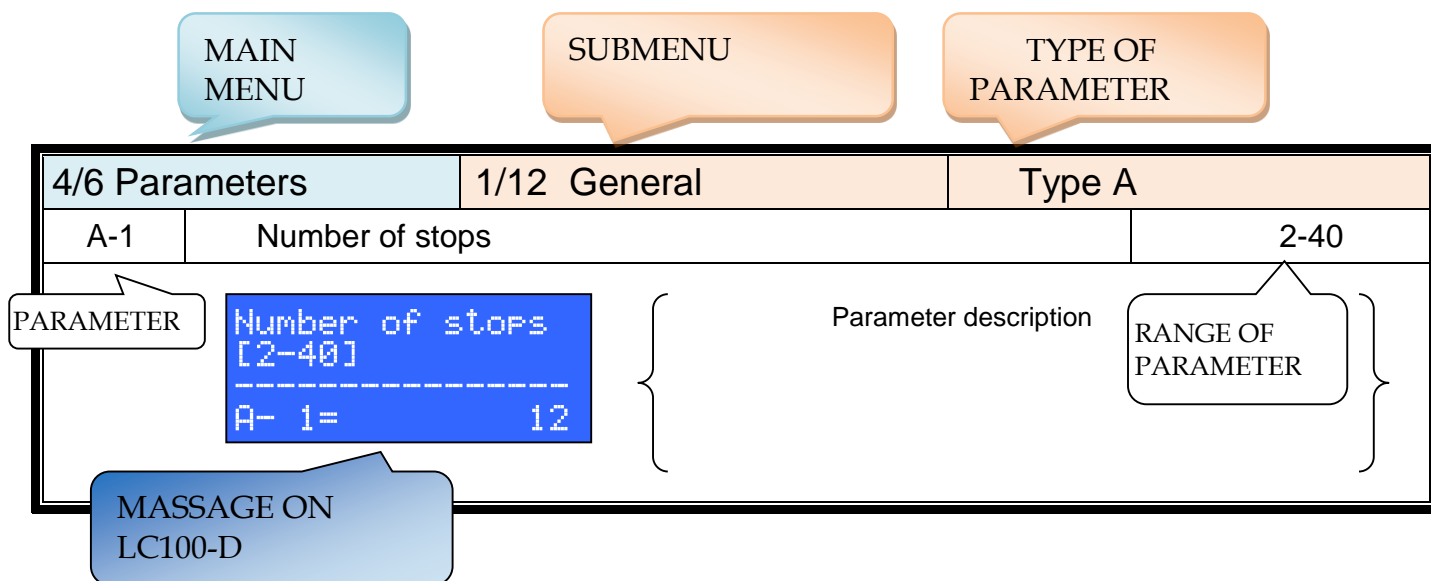 MAIN
MENU
SUBMENU
TYPE OF
PARAMETER
4/6 Parameters 1/12 General Type A
A-1 Number of stops 2-40
PARAMETER
Number of stops
[2-40]
----------------
A- 1= 12
Parameter description
RANGE OF
PARAMETER
MASSAGE ON
LC100-D